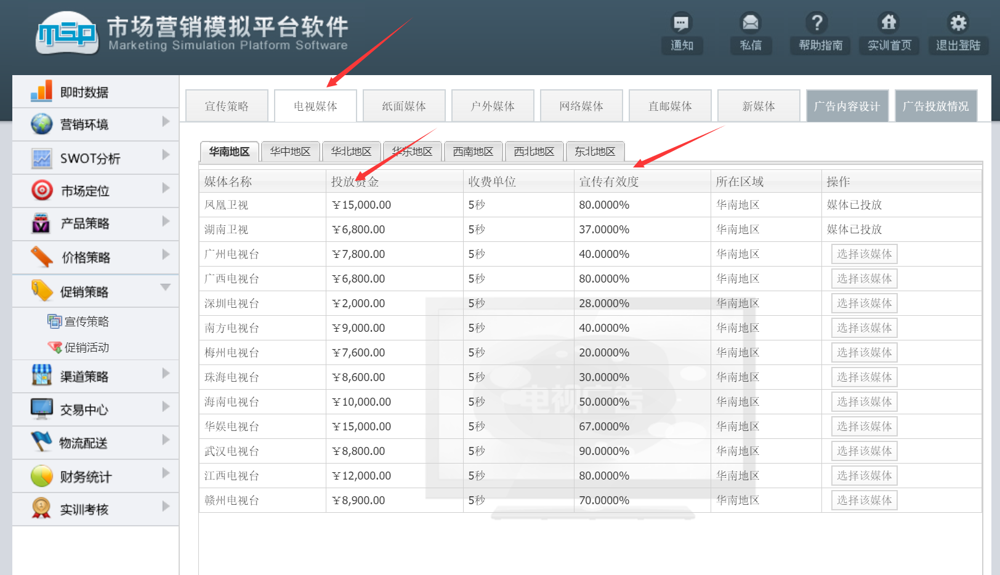 msp 市场营销模拟平台软件
Marketing Simulation Platform Software
通知 私信 帮助指南 实训首页 退出登陆
即时数据
营销环境
SWOT分析
市场定位
产品策略
价格策略
促销策略
宣传策略
促销活动
渠道策略
交易中心
物流配送
财务统计
实训考核
宣传策略 电视媒体 纸面媒体 户外媒体 网络媒体 直邮媒体 新媒体 广告内容设计 广告投放情况
华南地区 华中地区 华北地区 华东地区 西南地区 西北地区 东北地区
媒体名称 投放资金 收费单位 宣传有效度 所在区域 操作
凤凰卫视 ￥15,000.00 5秒 80.0000% 华南地区 媒体已投放
湖南卫视 ￥6,800.00 5秒 37.0000% 华南地区 媒体已投放
广州电视台 ￥7,800.00 5秒 40.0000% 华南地区 选择该媒体
广西电视台 ￥6,800.00 5秒 80.0000% 华南地区 选择该媒体
深圳电视台 ￥2,000.00 5秒 28.0000% 华南地区 选择该媒体
南方电视台 ￥9,000.00 5秒 40.0000% 华南地区 选择该媒体
梅州电视台 ￥7,600.00 5秒 20.0000% 华南地区 选择该媒体
珠海电视台 ￥8,600.00 5秒 30.0000% 华南地区 选择该媒体
海南电视台 ￥10,000.00 5秒 50.0000% 华南地区 选择该媒体
华娱电视台 ￥15,000.00 5秒 67.0000% 华南地区 选择该媒体
武汉电视台 ￥8,800.00 5秒 90.0000% 华南地区 选择该媒体
江西电视台 ￥12,000.00 5秒 80.0000% 华南地区 选择该媒体
赣州电视台 ￥8,900.00 5秒 70.0000% 华南地区 选择该媒体
电视广告